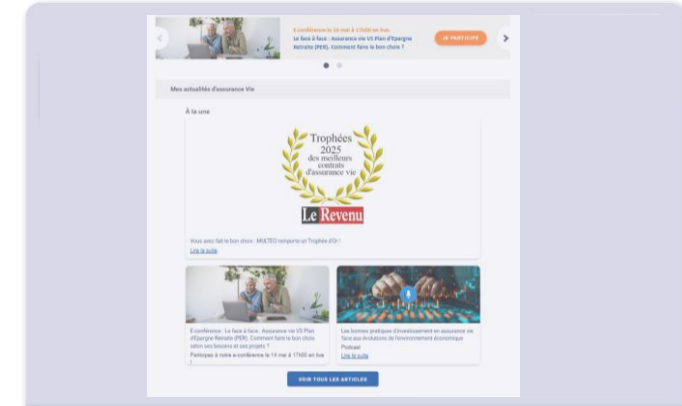 E-conférence le 14 mai à 17h00 en live.
Le face à face : Assurance vie VS Plan d'Epargne
Retraite (PER). Comment faire le bon choix ?
JE PARTICIPE
Mes actualités d'assurance Vie
À la une
Trophées
2025
des meilleurs
contrats
d'assurance vie
Le Revenu
Vous avez fait le bon choix : MULTEO remporte un Trophée d'Or !
Lire la suite
E-conférence : Le face à face : Assurance vie VS Plan
d'Epargne Retraite (PER). Comment faire le bon choix
selon ses besoins et ses projets ?
Participez à notre e-conférence le 14 mai à 17h00 en live
!
Les bonnes pratiques d'investissement en assurance vie
face aux évolutions de l'environnement économique
Podcast
Lire la suite
VOIR TOUS LES ARTICLES